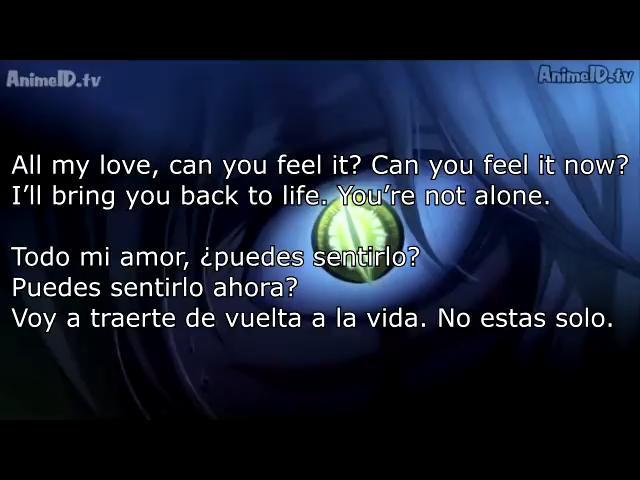 AnimeID.tv AnimeID.tv
All my love, can you feel it? Can you feel it now?
I’ll bring you back to life. You’re not alone.
Todo mi amor, ¿puedes sentirlo?
Puedes sentirlo ahora?
Voy a traerte de vuelta a la vida. No estas solo.